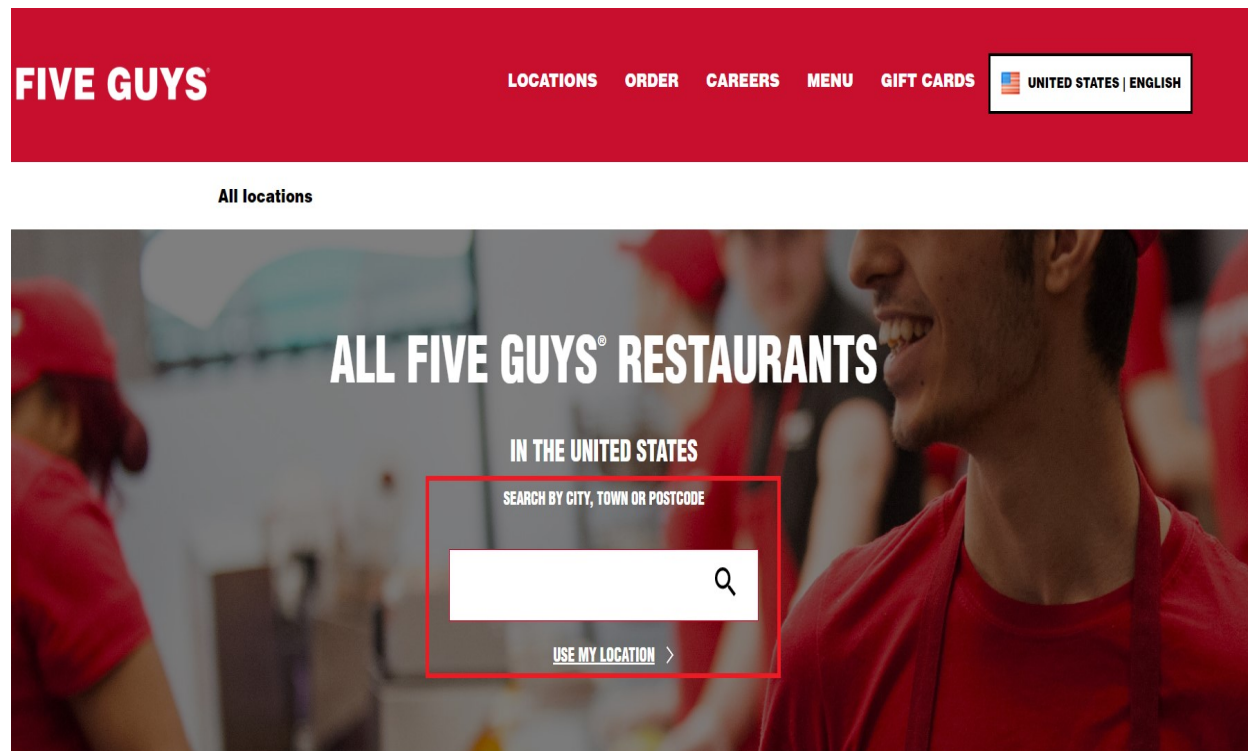 FIVE GUYS®
LOCATIONS ORDER CAREERS MENU GIFT CARDS UNITED STATES | ENGLISH
All locations
ALL FIVE GUYS® RESTAURANTS
IN THE UNITED STATES
SEARCH BY CITY, TOWN OR POSTCODE
USE MY LOCATION